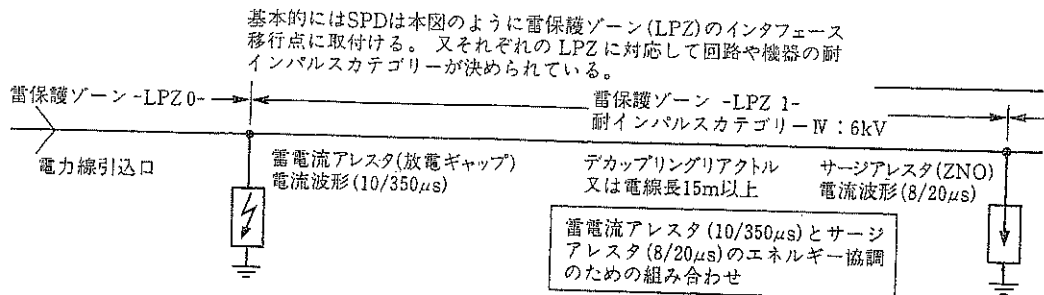 基本的にはSPDは本図のように雷保護ゾーン(LPZ)のインタフェース
移行点に取付ける。 又それぞれの LPZ に対応して回路や機器の耐
インパルスカテゴリーが決められている。
雷保護ゾーン -LPZ 0-
雷保護ゾーン -LPZ 1-
耐インパルスカテゴリーⅣ：6kV
電力線引込口
雷電流アレスタ(放電ギャップ)
電流波形(10/350μs)
デカップリングリアクトル
又は電線長15m以上
サージアレスタ(ZNO)
電流波形(8/20μs)
雷電流アレスタ(10/350μs)とサージ
アレスタ(8/20μs)のエネルギー協調
のための組み合わせ